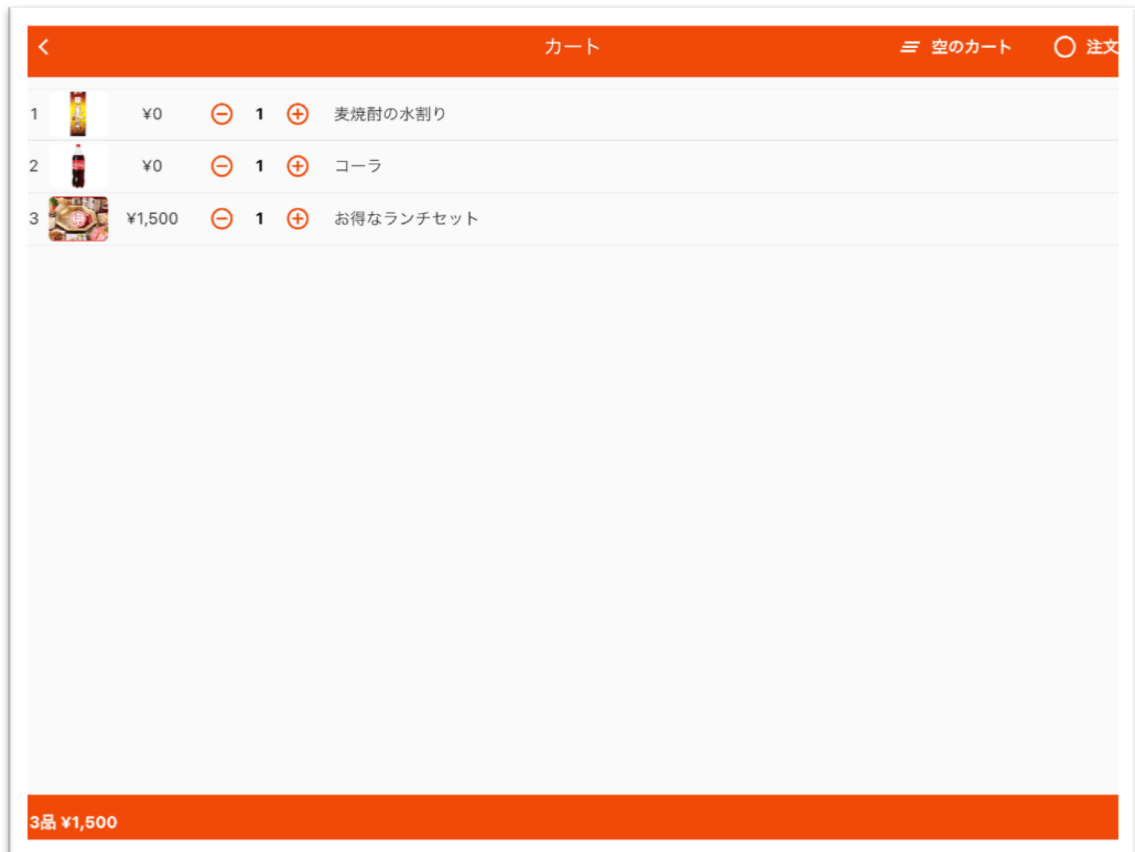 カート
空のカート
注文
1 ¥0 1 麦焼酎の水割り
2 ¥0 1 コーラ
3 ¥1,500 1 お得なランチセット
3品 ¥1,500